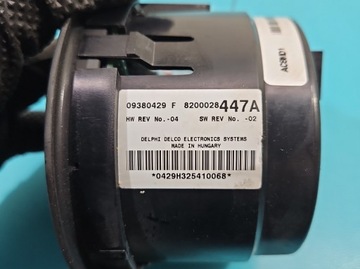 09380429 F 8200028447A
HW REV No.-04 SW REV No. -02
DELPHI DELCO ELECTRONICS SYSTEMS
MADE IN HUNGARY
*0429H325410068*